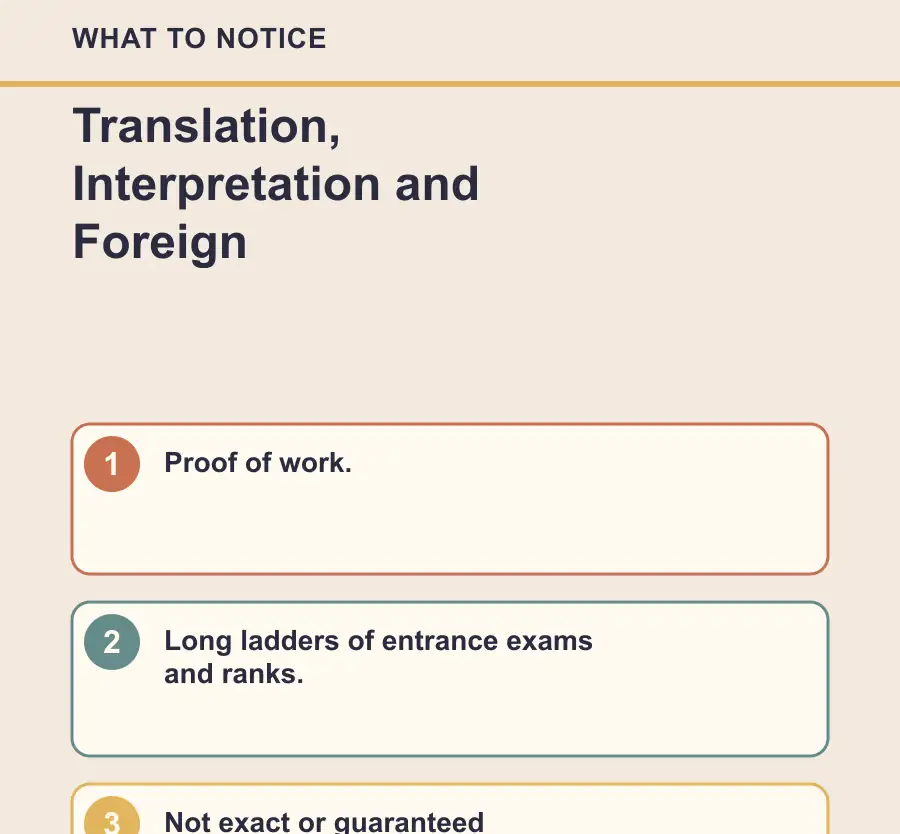 WHAT TO NOTICE
Translation,
Interpretation and
Foreign
1
Proof of work.
2
Long ladders of entrance exams
and ranks.
3
Not exact or guaranteed